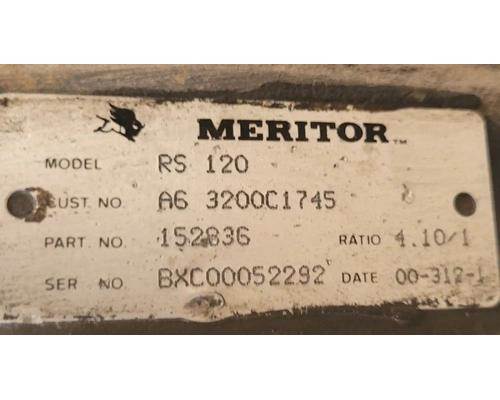 MERITOR™
MODEL RS 120
CUST. NO. A6 3200C1745
PART. NO. 152836 RATIO 4.10/1
SER NO. BXC00052292 DATE 00-312-1